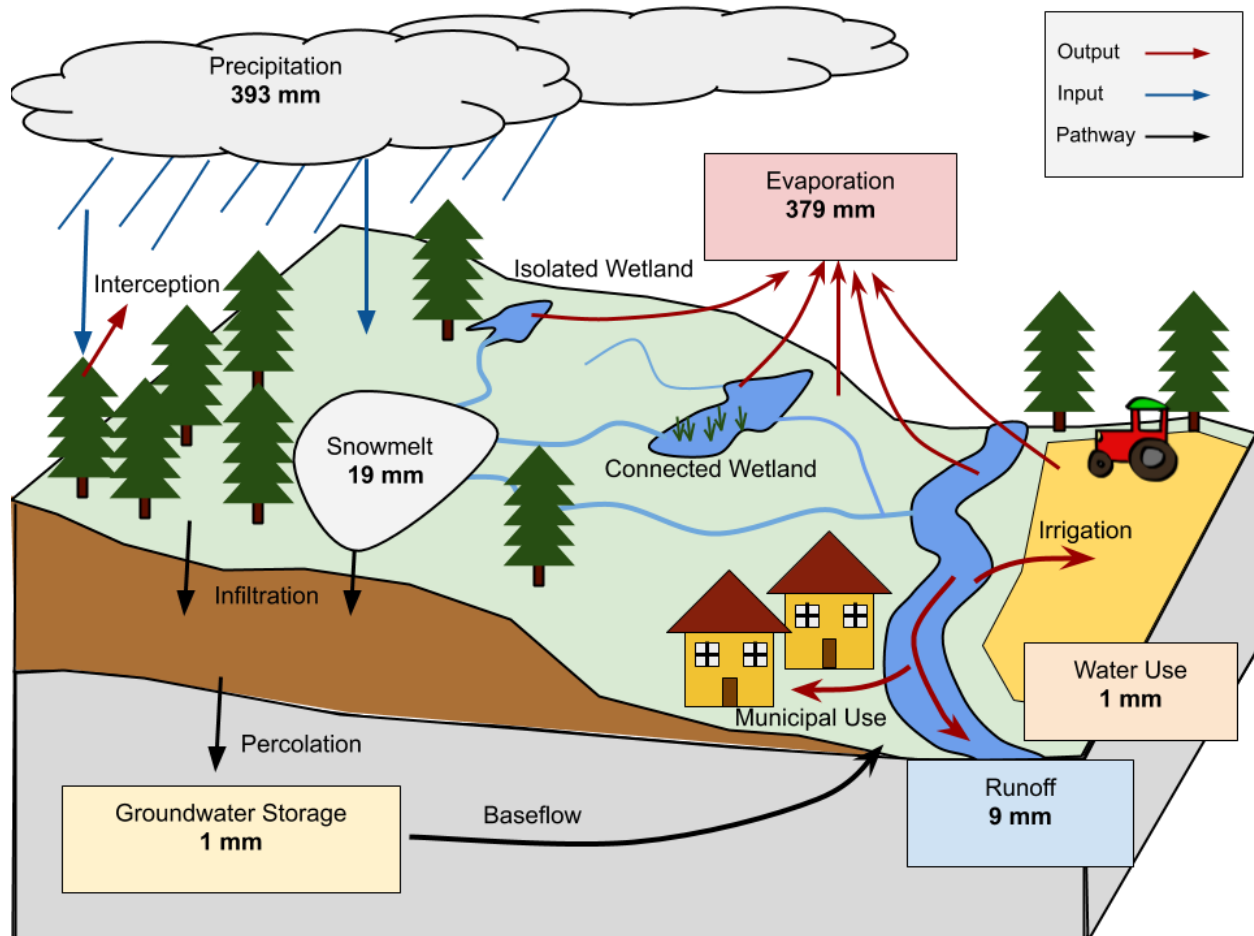 Precipitation
393 mm
Output
Input
Pathway
Evaporation
379 mm
Interception
Isolated Wetland
Snowmelt
19 mm
Connected Wetland
Irrigation
Infiltration
Water Use
1 mm
Municipal Use
Percolation
Runoff
9 mm
Groundwater Storage
1 mm
Baseflow